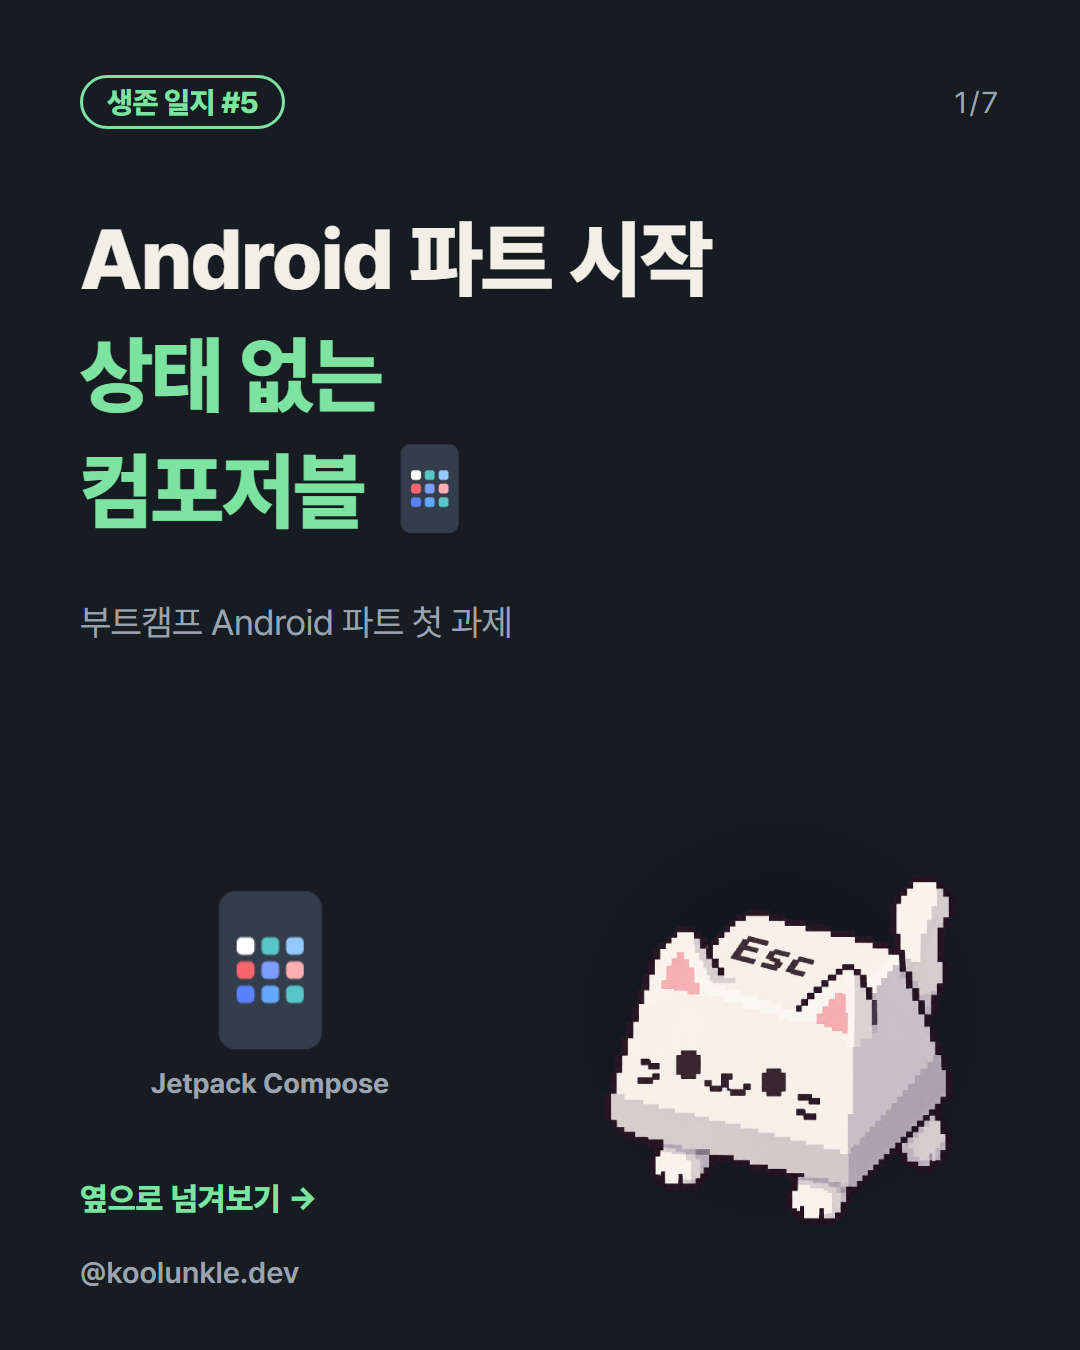 생존 일지 #5
1/7
Android 파트 시작
상태 없는
컴포저블
부트캠프 Android 파트 첫 과제
Esc
Jetpack Compose
옆으로 넘겨보기 →
@koolunkle.dev